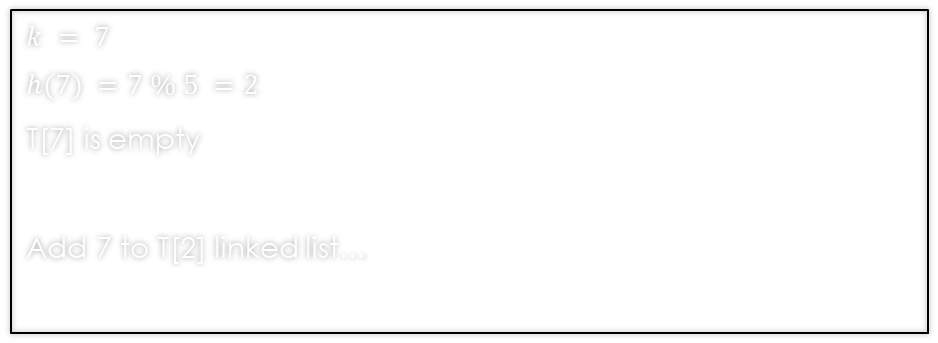 k = 7
h(7) = 7 % 5 = 2
T[7] is empty
Add 7 to T[2] linked list...